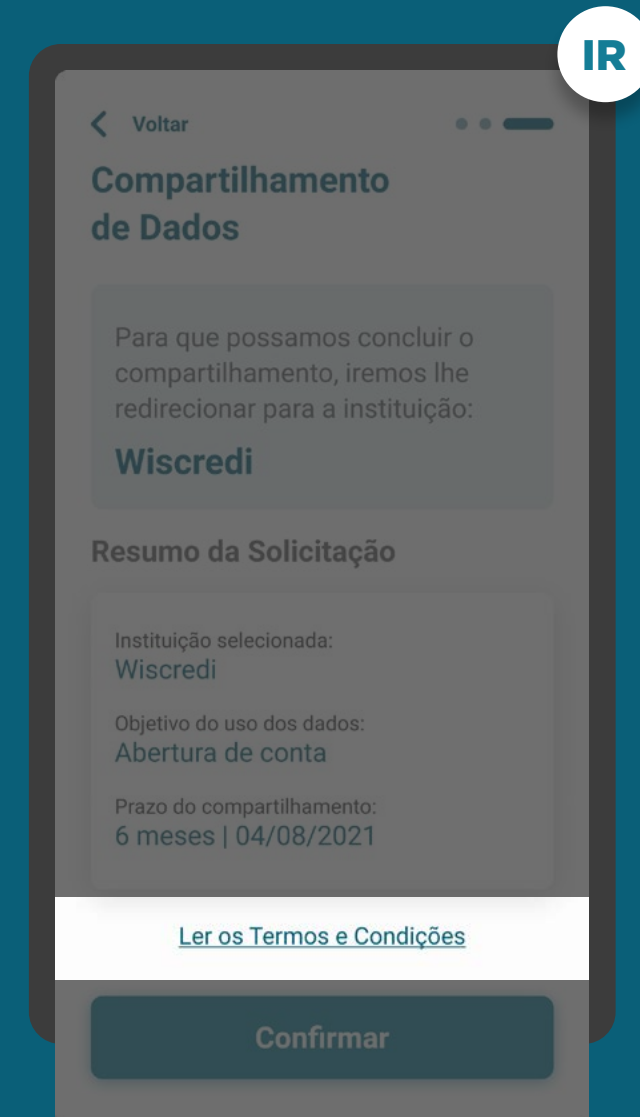 IR
Voltar
Compartilhamento
de Dados
Para que possamos concluir o
compartilhamento, iremos lhe
redirecionar para a instituição:
Wiscredi
Resumo da Solicitação
Instituição selecionada:
Wiscredi
Objetivo do uso dos dados:
Abertura de conta
Prazo do compartilhamento:
6 meses | 04/08/2021
Ler os Termos e Condições
Confirmar